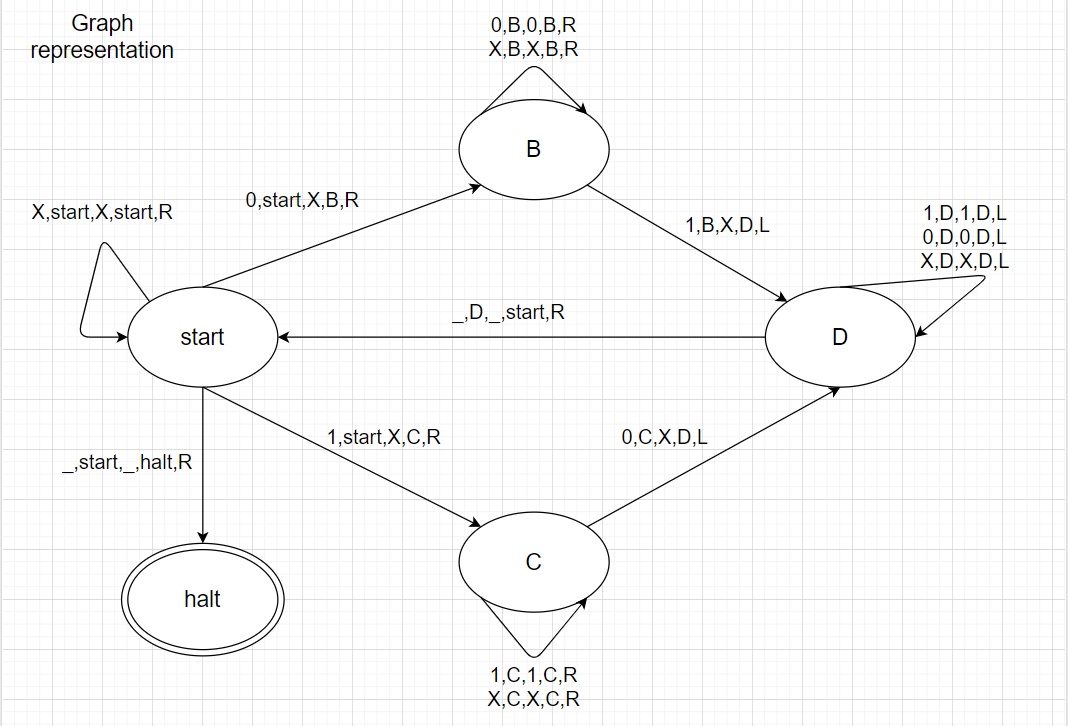 Graph
representation
0,B,0,B,R
X,B,X,B,R
B
X,start,X,start,R
0,start,X,B,R
1,B,X,D,L
1,D,1,D,L
0,D,0,D,L
X,D,X,D,L
_,D,_,start,R
start
D
_,start,_,halt,R
1,start,X,C,R
0,C,X,D,L
C
halt
1,C,1,C,R
X,C,X,C,R